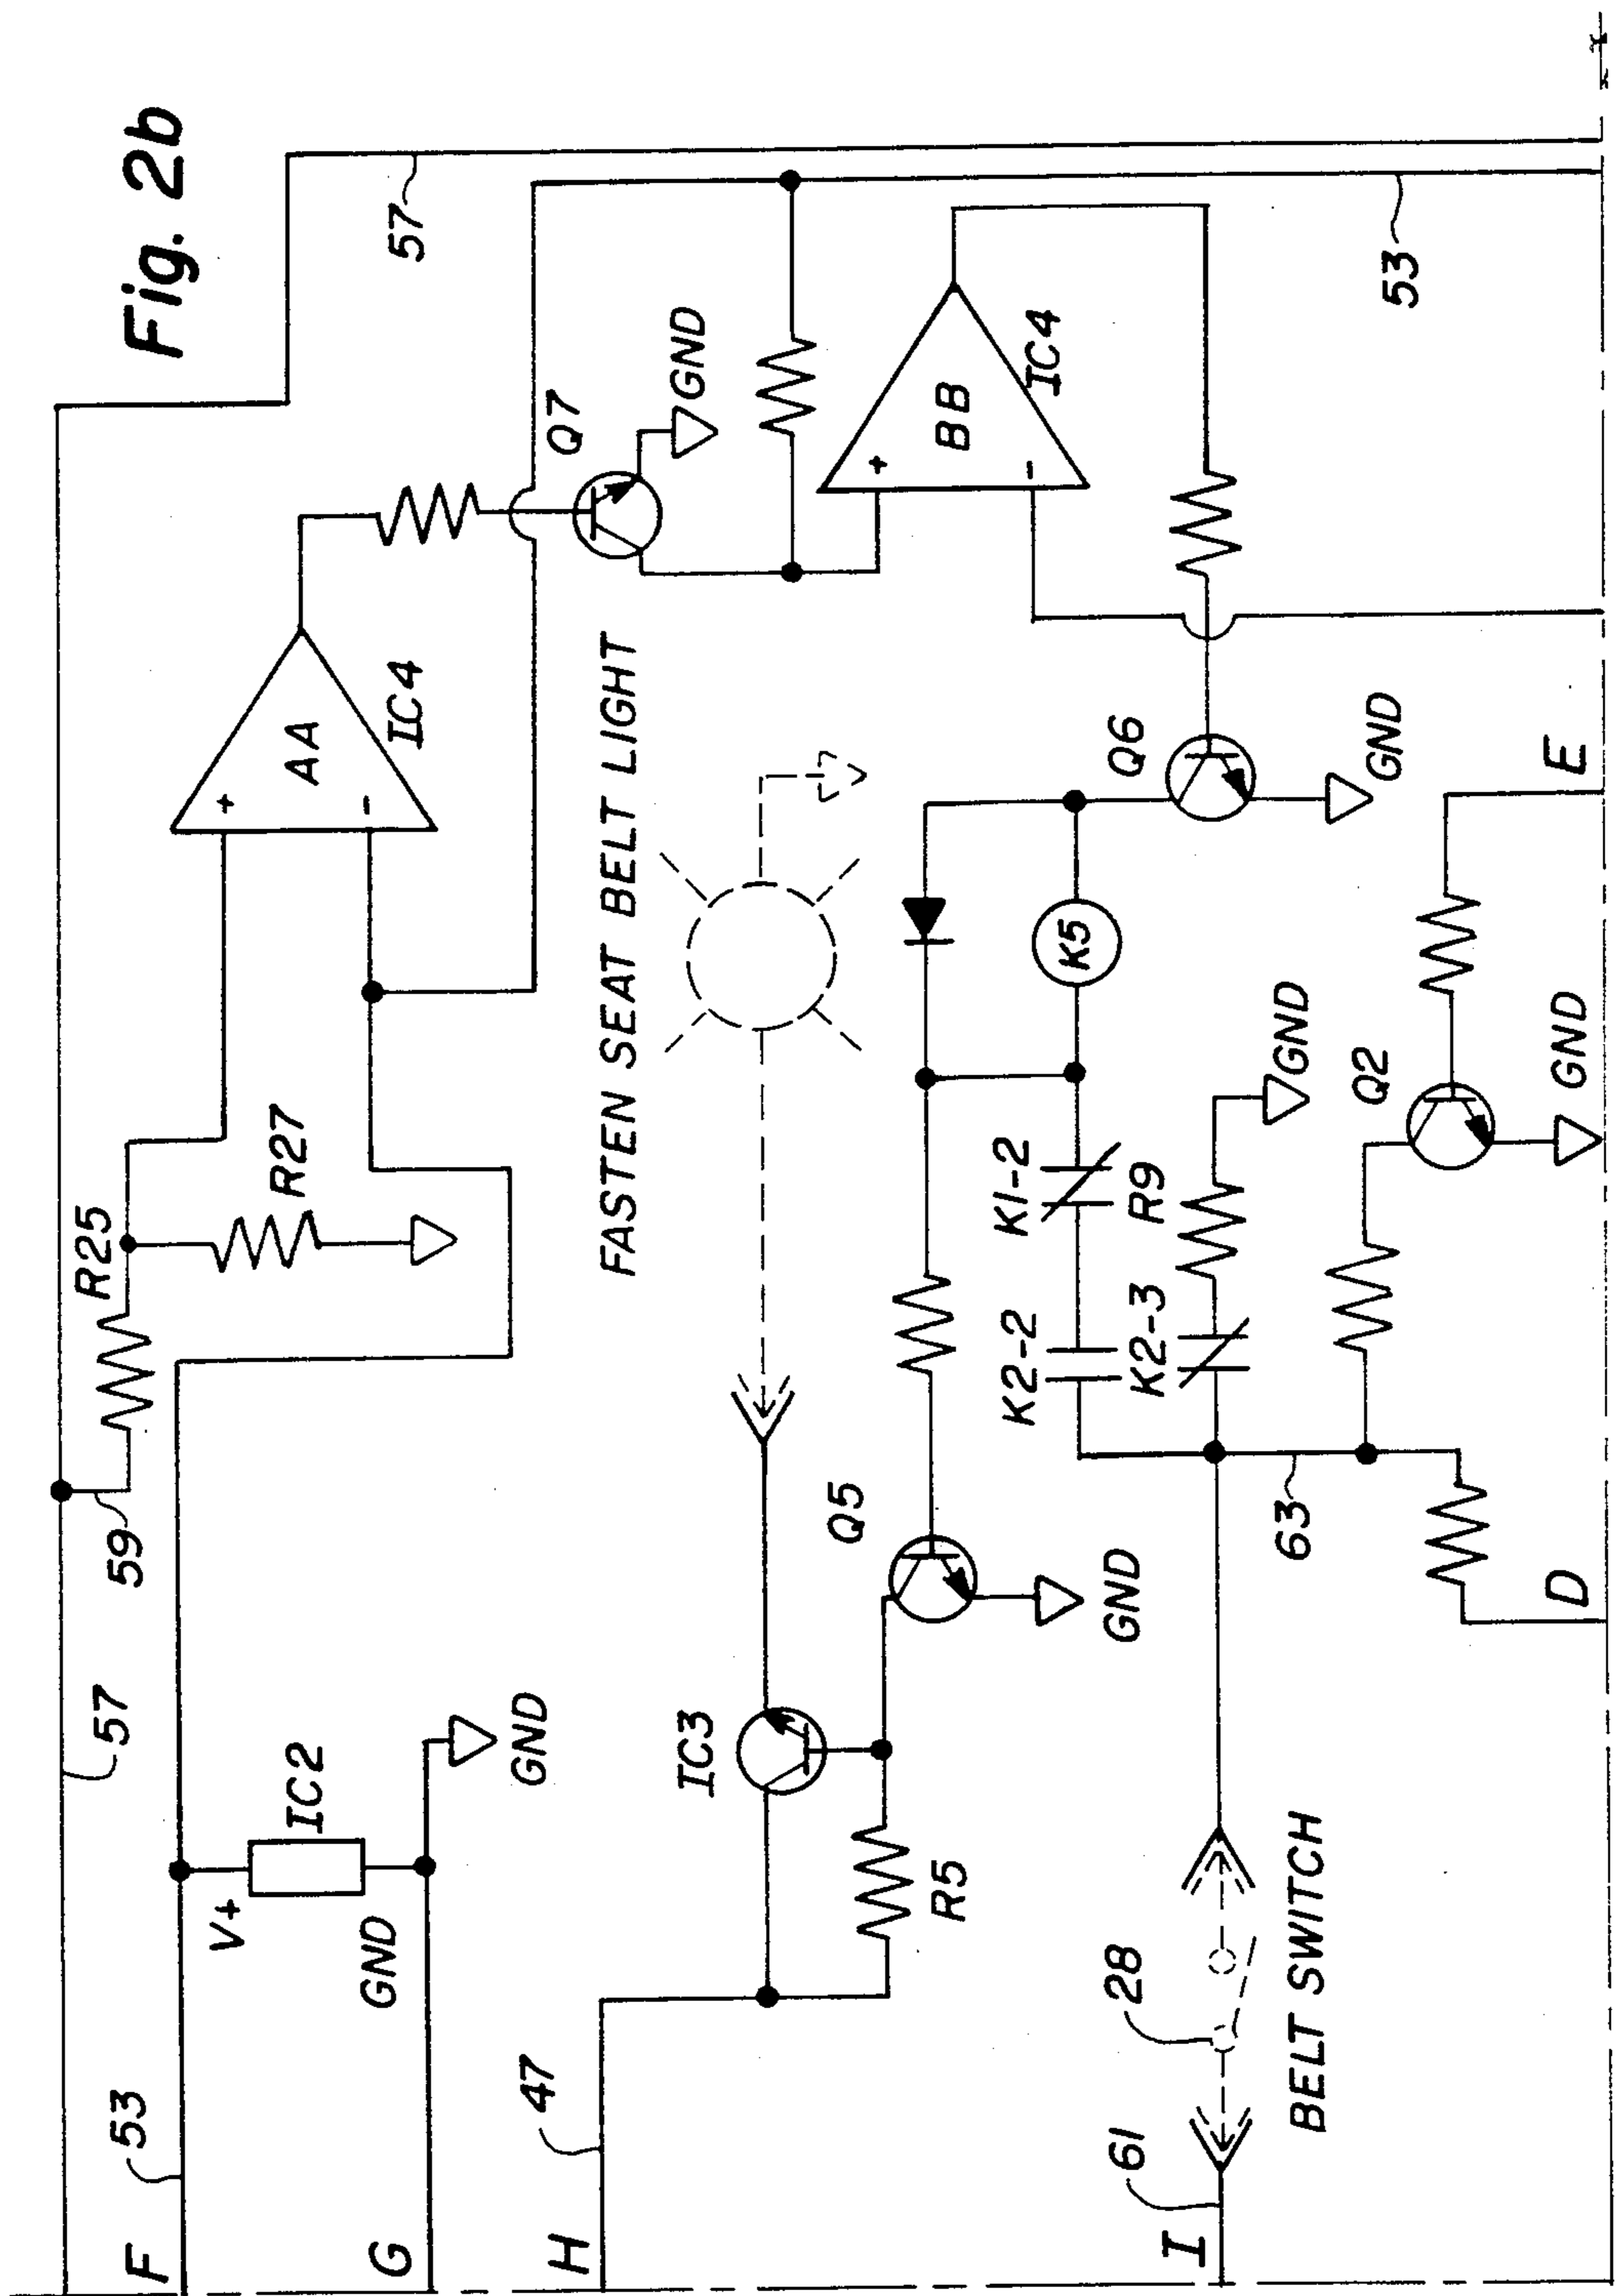 Fig. 2b
57
59
R25
R27
+
AA
-
IC4
57
F
53
V+
IC2
GND
GND
G
Q7
GND
+
BB
-
IC4
53
FASTEN SEAT BELT LIGHT
H
47
IC3
R5
Q5
GND
K5
Q6
GND
K2-2
K1-2
K2-3
R9
GND
63
Q2
GND
I
61
28
BELT SWITCH
D
E